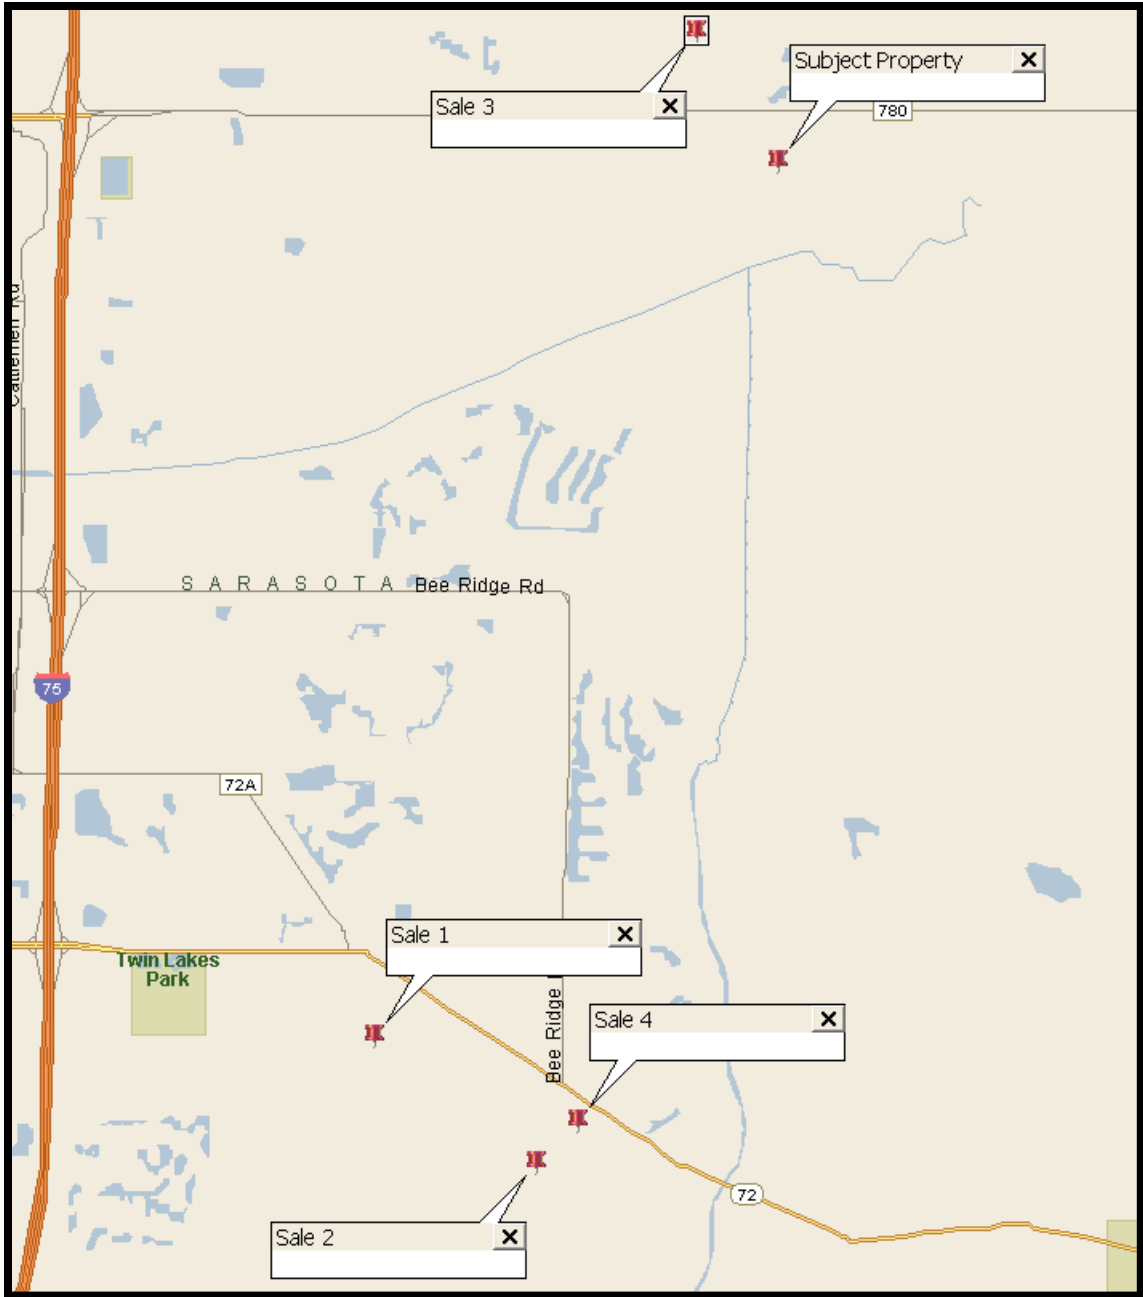 Subject Property
Sale 3
780
Cattlemen Rd
SARASOTA
Bee Ridge Rd
75
72A
Sale 1
Twin Lakes
Park
Bee Ridge
Sale 4
72
Sale 2